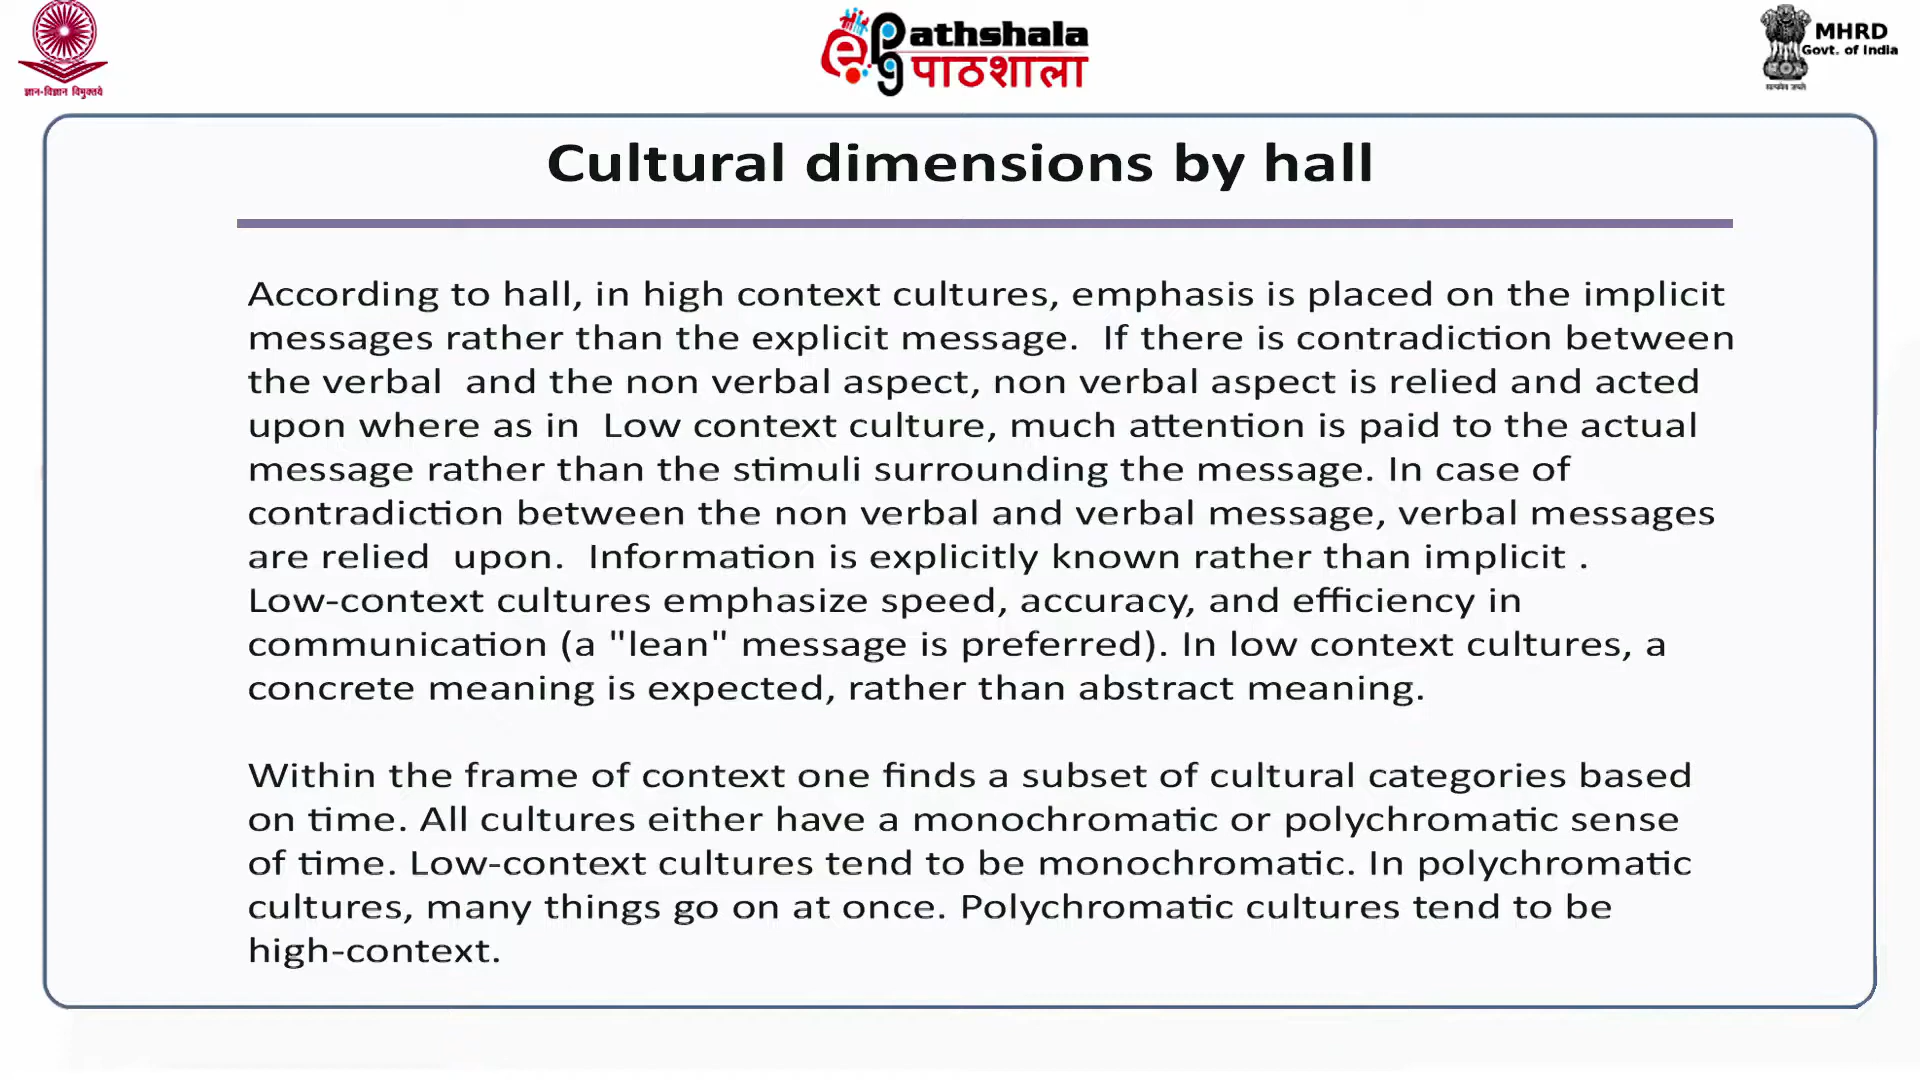 ज्ञान-विज्ञान विमुक्तये
ePathshala
पाठशाला
MHRD
Govt. of India
सत्यमेव जयते
Cultural dimensions by hall
According to hall, in high context cultures, emphasis is placed on the implicit
messages rather than the explicit message.  If there is contradiction between
the verbal  and the non verbal aspect, non verbal aspect is relied and acted
upon where as in  Low context culture, much attention is paid to the actual
message rather than the stimuli surrounding the message. In case of
contradiction between the non verbal and verbal message, verbal messages
are relied  upon.  Information is explicitly known rather than implicit .
Low-context cultures emphasize speed, accuracy, and efficiency in
communication (a "lean" message is preferred). In low context cultures, a
concrete meaning is expected, rather than abstract meaning.
Within the frame of context one finds a subset of cultural categories based
on time. All cultures either have a monochromatic or polychromatic sense
of time. Low-context cultures tend to be monochromatic. In polychromatic
cultures, many things go on at once. Polychromatic cultures tend to be
high-context.